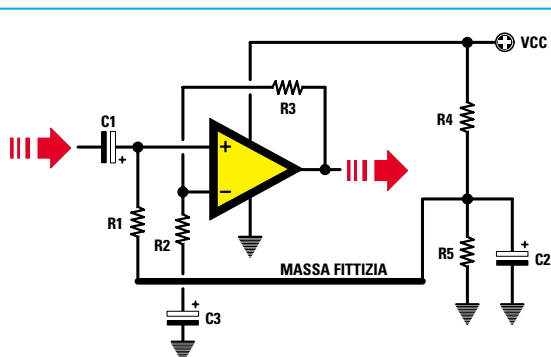 VCC
C1
+
R3
R4
+
−
R1
R2
MASSA FITTIZIA
R5
+
C2
+
C3